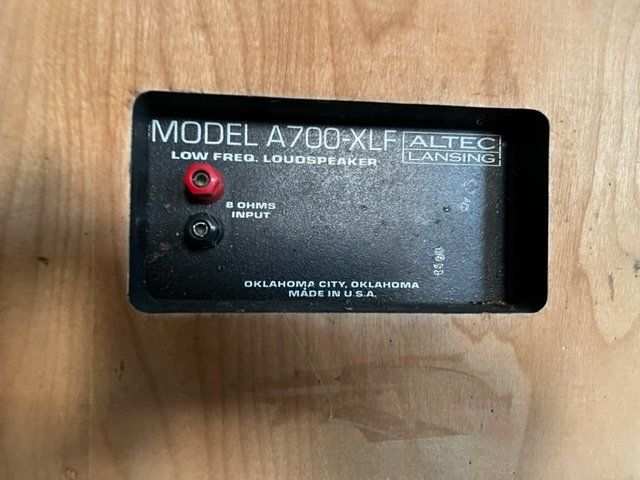 MODEL A700-XLF
ALTEC
LANSING
LOW FREQ. LOUDSPEAKER
8 OHMS
INPUT
OKLAHOMA CITY, OKLAHOMA
MADE IN U.S.A.